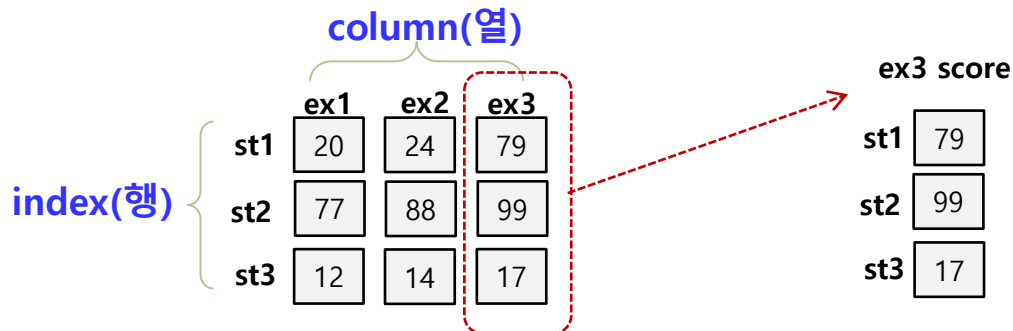 column(열)
ex3 score
ex1 ex2 ex3
st1 20 24 79
st1 79
index(행)
st2 77 88 99
st2 99
st3 12 14 17
st3 17